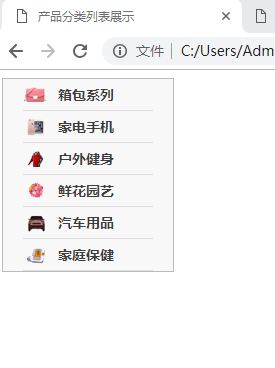 产品分类列表展示
文件 C:/Users/Adm
箱包系列
家电手机
户外健身
鲜花园艺
汽车用品
家庭保健